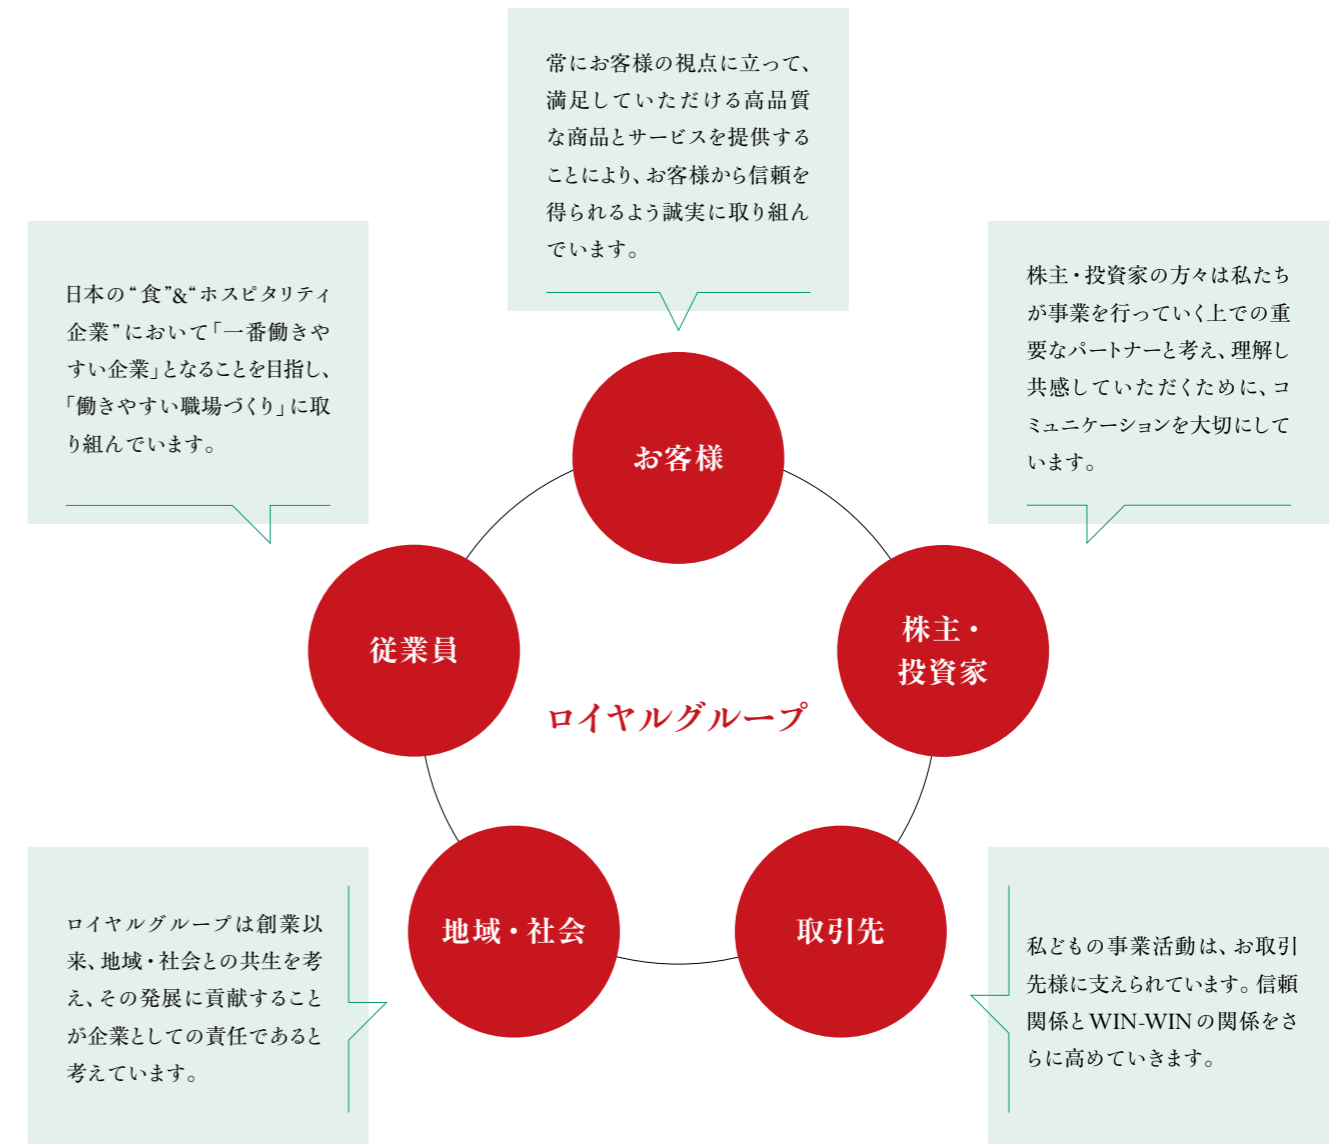 常にお客様の視点に立って、
満足していただける高品質
な商品とサービスを提供する
ことにより、お客様から信頼を
得られるよう誠実に取り組ん
でいます。
日本の“食”&“ホスピタリティ
企業”において「一番働きや
すい企業」となることを目指し、
「働きやすい職場づくり」に取
り組んでいます。
株主・投資家の方々は私たち
が事業を行っていく上での重
要なパートナーと考え、理解し
共感していただくために、コ
ミュニケーションを大切にして
います。
お客様
従業員
株主・
投資家
ロイヤルグループ
地域・社会
取引先
ロイヤルグループは創業以
来、地域・社会との共生を考
え、その発展に貢献すること
が企業としての責任であると
考えています。
私どもの事業活動は、お取引
先様に支えられています。信頼
関係とWIN-WINの関係をさ
らに高めていきます。